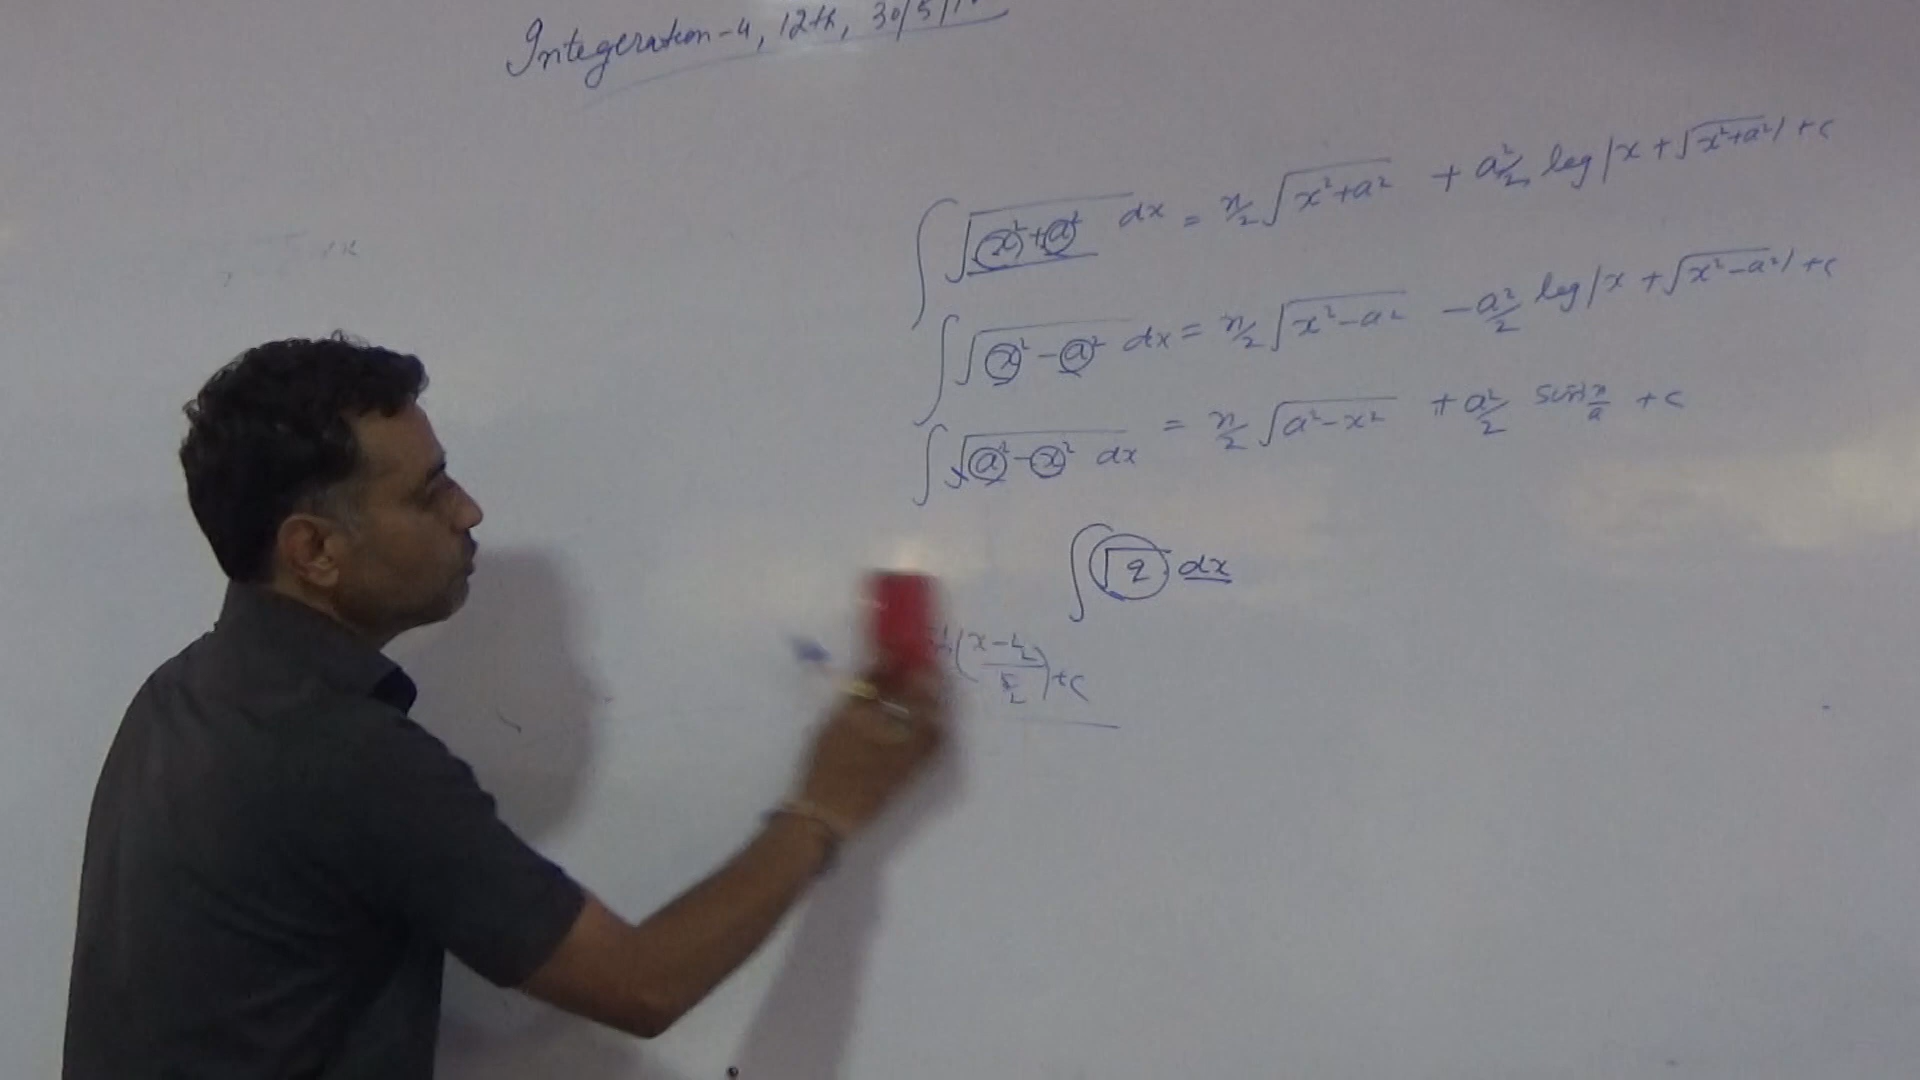 Integeration-4, 12th, 30/5/1
∫ √(x² + a²) dx = x/2 √(x²+a²) + a²/2 log |x + √(x²+a²)| + c
∫ √(x² - a²) dx = x/2 √(x²-a²) - a²/2 log |x + √(x²-a²)| + c
∫ √(a² - x²) dx = x/2 √(a²-x²) + a²/2 sin⁻¹ x/a + c
∫ √q dx
+c